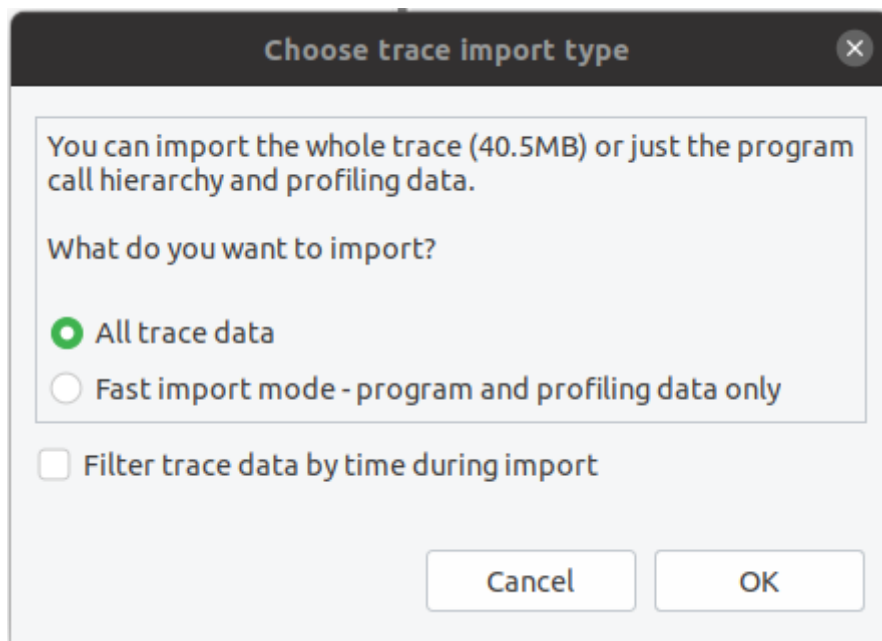 Choose trace import type
You can import the whole trace (40.5MB) or just the program
call hierarchy and profiling data.
What do you want to import?
All trace data
Fast import mode - program and profiling data only
Filter trace data by time during import
Cancel
OK